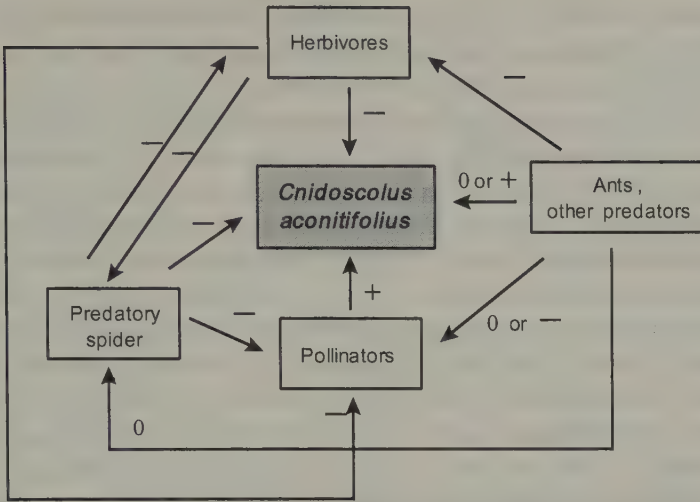 Herbivores
−
−
−
−
0 or +
Cnidoscolus
aconitifolius
Ants,
other predators
−
+
Predatory
spider
−
Pollinators
0 or −
−
0